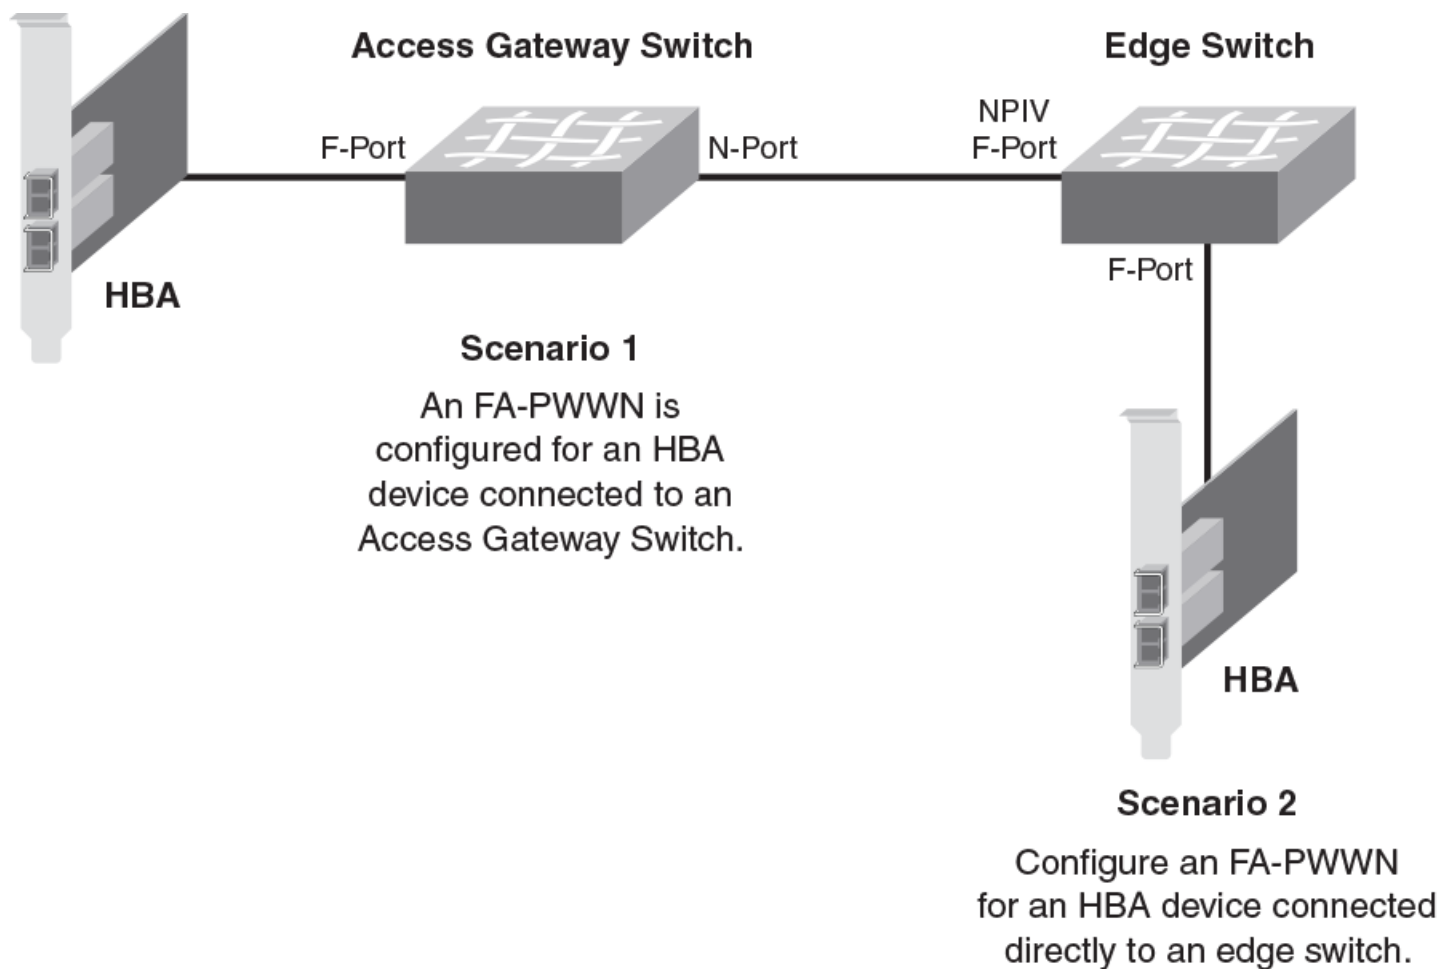 Access Gateway Switch
Edge Switch
F-Port
N-Port
NPIV
F-Port
F-Port
HBA
Scenario 1
An FA-PWWN is
configured for an HBA
device connected to an
Access Gateway Switch.
HBA
Scenario 2
Configure an FA-PWWN
for an HBA device connected
directly to an edge switch.